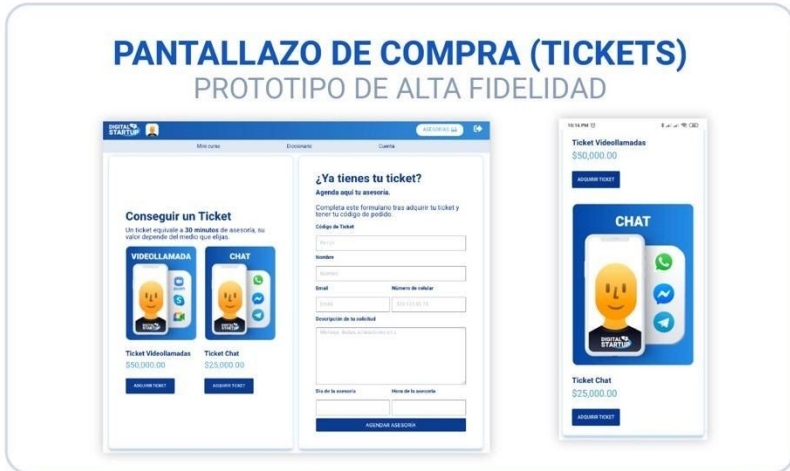 PANTALLAZO DE COMPRA (TICKETS)
PROTOTIPO DE ALTA FIDELIDAD
DIGITAL
STARTUP
ASESORÍAS
Mini curso
Diccionario
Cuenta
Conseguir un Ticket
Un ticket equivale a 30 minutos de asesoría, su
valor depende del medio que elijas.
VIDEOLLAMADA
DIGITAL
STARTUP
Ticket Videollamadas
$50,000.00
ADQUIRIR TICKET
CHAT
DIGITAL
STARTUP
Ticket Chat
$25,000.00
ADQUIRIR TICKET
¿Ya tienes tu ticket?
Agenda aquí tu asesoría.
Completa este formulario tras adquirir tu ticket y
tener tu código de pedido.
Código de Ticket
Nombre
Nombre
Email
Número de celular
Email
Descripción de tu solicitud
Día de la asesoría
Hora de la asesoría
AGENDAR ASESORÍA
Ticket Videollamadas
$50,000.00
ADQUIRIR TICKET
CHAT
DIGITAL
STARTUP
Ticket Chat
$25,000.00
ADQUIRIR TICKET